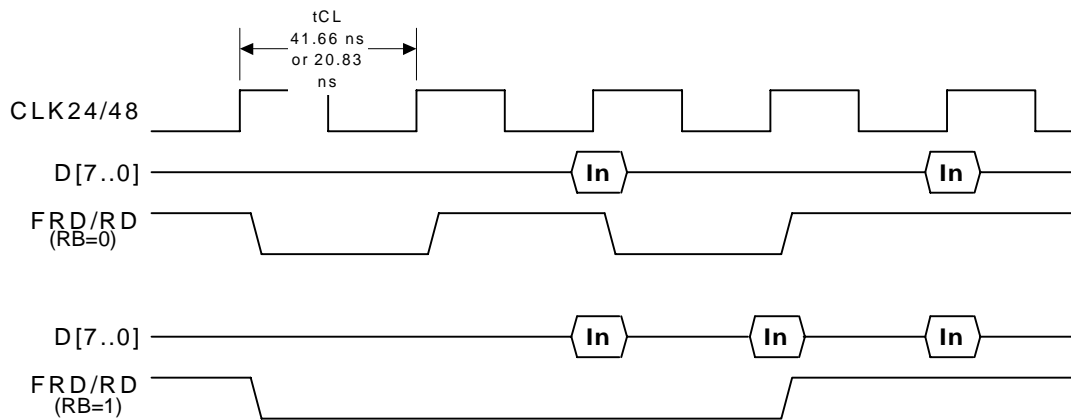 tCL
41.66 ns
or 20.83
ns
CLK24/48
D[7..0]
In
In
FRD/RD
(RB=0)
D[7..0]
In
In
In
FRD/RD
(RB=1)